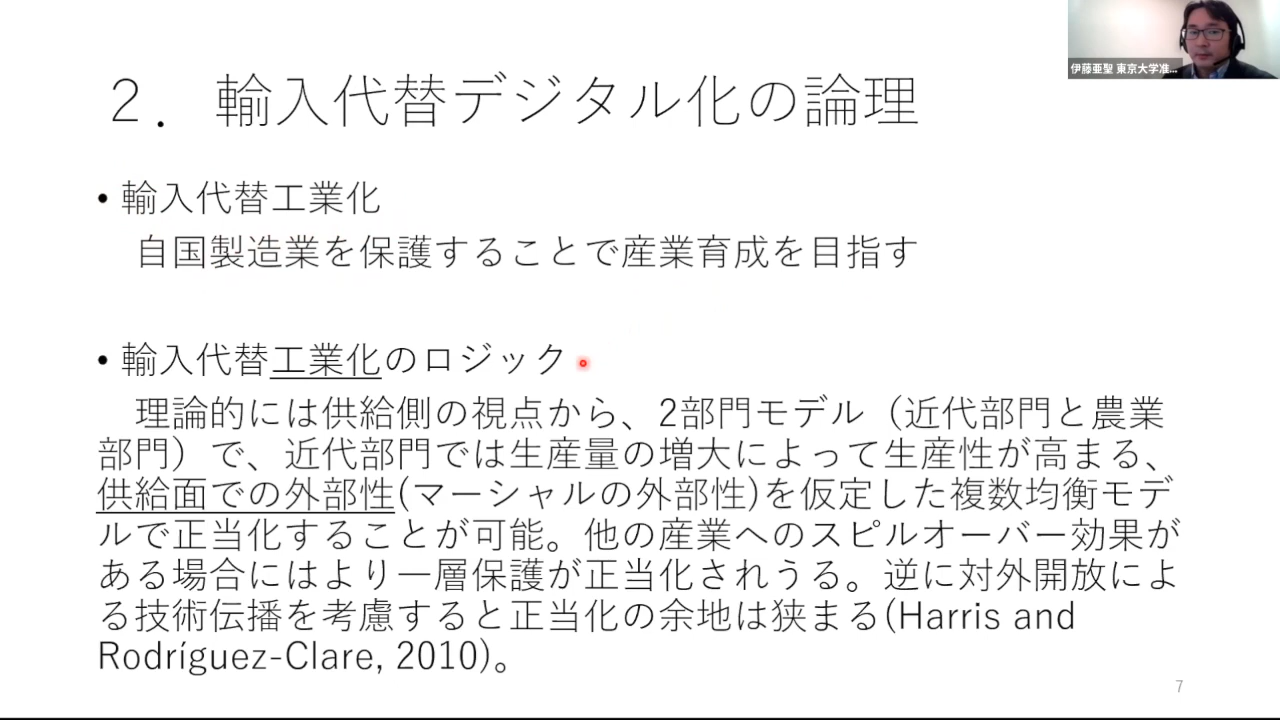 伊藤亜聖 東京大学准...
２．輸入代替デジタル化の論理
• 輸入代替工業化
自国製造業を保護することで産業育成を目指す
• 輸入代替工業化のロジック
理論的には供給側の視点から、2部門モデル（近代部門と農業
部門）で、近代部門では生産量の増大によって生産性が高まる、
供給面での外部性(マーシャルの外部性)を仮定した複数均衡モデ
ルで正当化することが可能。他の産業へのスピルオーバー効果が
ある場合にはより一層保護が正当化されうる。逆に対外開放によ
る技術伝播を考慮すると正当化の余地は狭まる(Harris and
Rodríguez-Clare, 2010)。
7